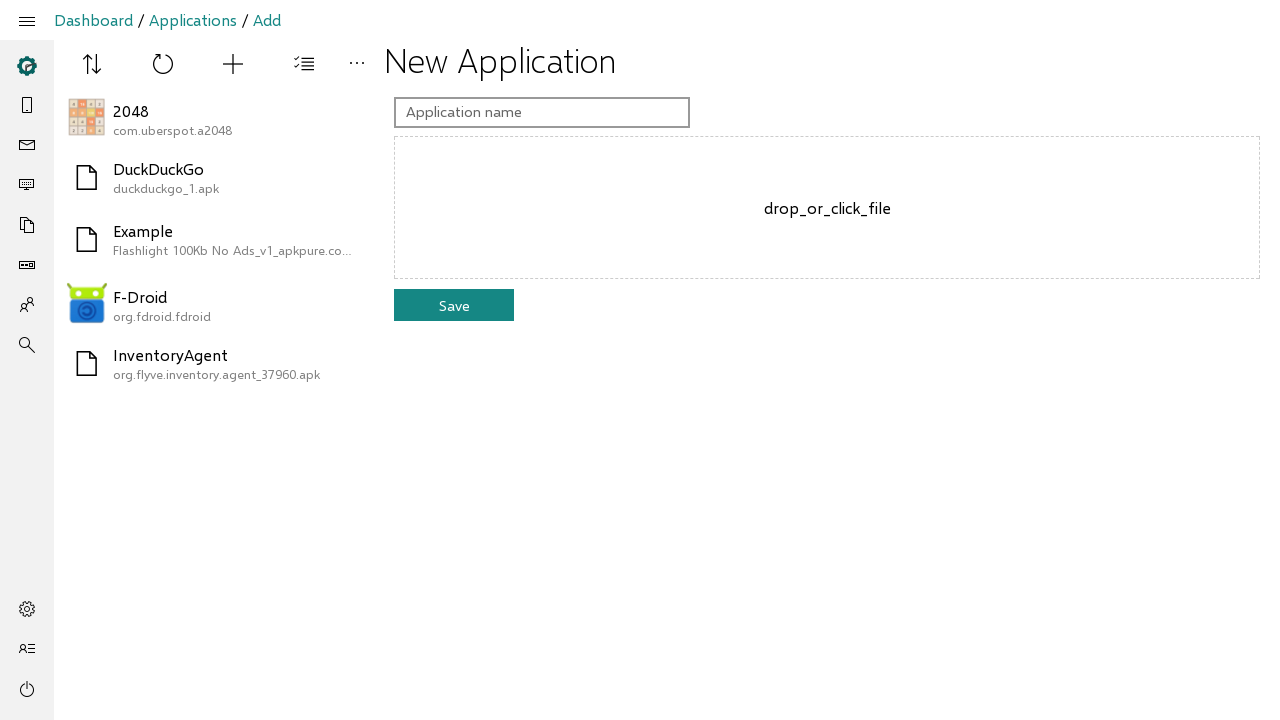 Dashboard / Applications / Add
New Application
2048
com.uberspot.a2048
DuckDuckGo
duckduckgo_1.apk
Example
Flashlight 100Kb No Ads_v1_apkpure.co...
F-Droid
org.fdroid.fdroid
InventoryAgent
org.flyve.inventory.agent_37960.apk
Application name
drop_or_click_file
Save